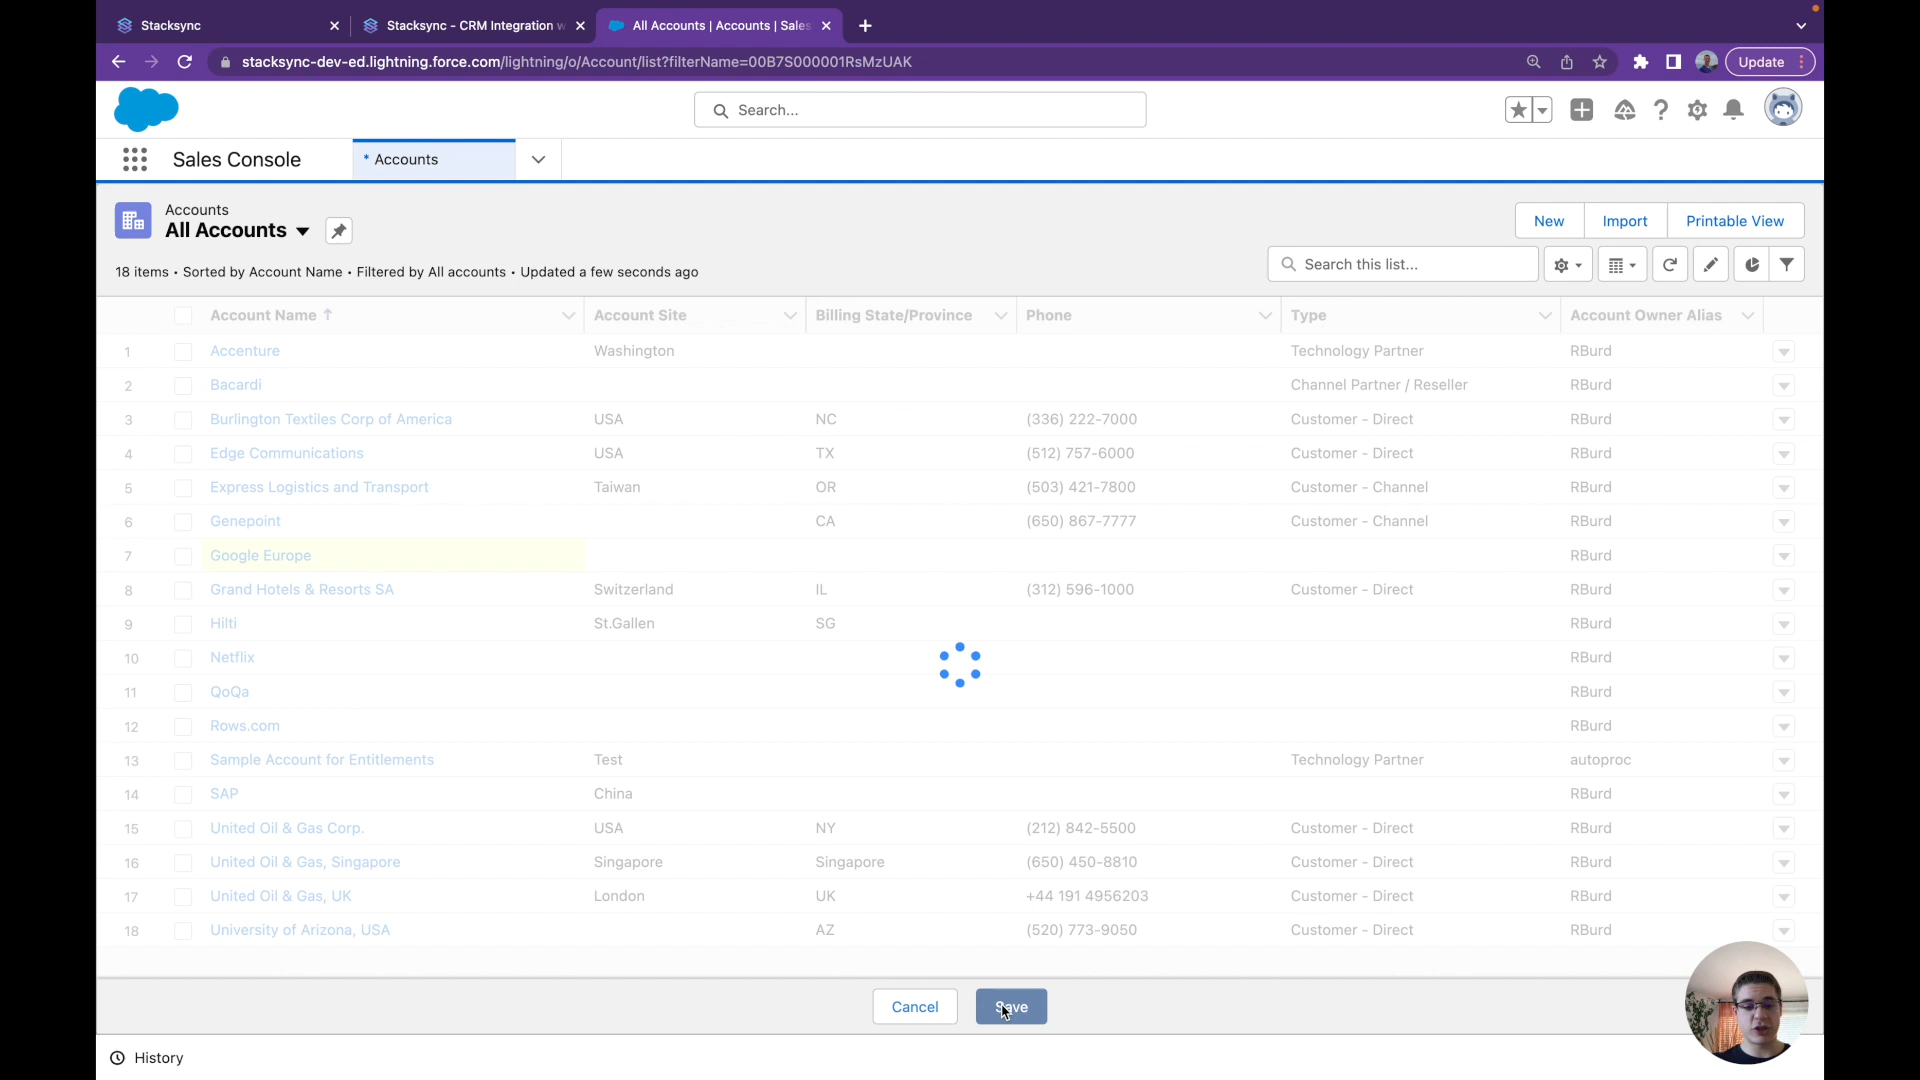 Stacksync
Stacksync - CRM Integration w
All Accounts | Accounts | Sales
stacksync-dev-ed.lightning.force.com/lightning/o/Account/list?filterName=00B7S000001RsMzUAK
Update
Search...
Sales Console
* Accounts
Accounts
All Accounts
New
Import
Printable View
18 items • Sorted by Account Name • Filtered by All accounts • Updated a few seconds ago
Search this list...
Account Name ↑ Account Site Billing State/Province Phone Type Account Owner Alias
1 Accenture Washington Technology Partner RBurd
2 Bacardi Channel Partner / Reseller RBurd
3 Burlington Textiles Corp of America USA NC (336) 222-7000 Customer - Direct RBurd
4 Edge Communications USA TX (512) 757-6000 Customer - Direct RBurd
5 Express Logistics and Transport Taiwan OR (503) 421-7800 Customer - Channel RBurd
6 Genepoint CA (650) 867-7777 Customer - Channel RBurd
7 Google Europe RBurd
8 Grand Hotels & Resorts SA Switzerland IL (312) 596-1000 Customer - Direct RBurd
9 Hilti St.Gallen SG RBurd
10 Netflix RBurd
11 QoQa RBurd
12 Rows.com RBurd
13 Sample Account for Entitlements Test Technology Partner autoproc
14 SAP China RBurd
15 United Oil & Gas Corp. USA NY (212) 842-5500 Customer - Direct RBurd
16 United Oil & Gas, Singapore Singapore Singapore (650) 450-8810 Customer - Direct RBurd
17 United Oil & Gas, UK London UK +44 191 4956203 Customer - Direct RBurd
18 University of Arizona, USA AZ (520) 773-9050 Customer - Direct RBurd
Cancel
Save
History